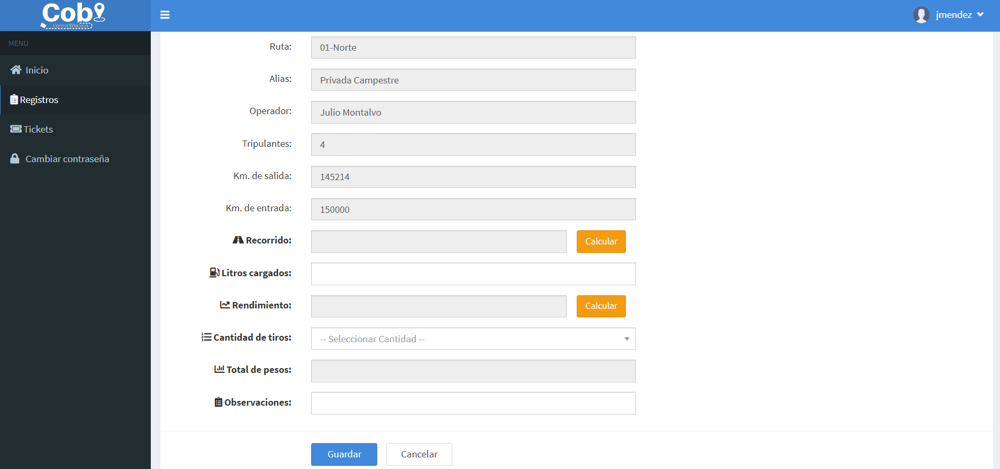 Cobi
Control Bitacoras
jmendez
MENU
Inicio
Registros
Tickets
Cambiar contraseña
Ruta: 01-Norte
Alias: Privada Campestre
Operador: Julio Montalvo
Tripulantes: 4
Km. de salida: 145214
Km. de entrada: 150000
Recorrido: Calcular
Litros cargados:
Rendimiento: Calcular
Cantidad de tiros: -- Seleccionar Cantidad --
Total de pesos:
Observaciones:
Guardar Cancelar